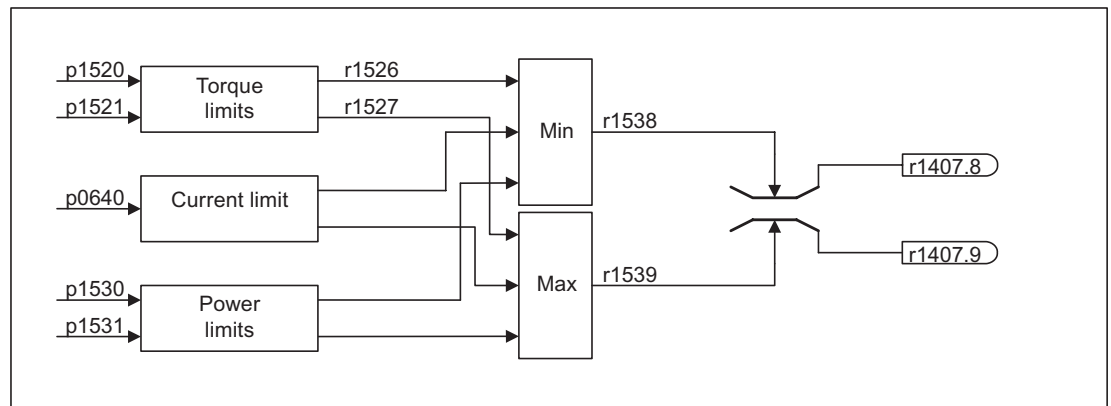 p1520
p1521
Torque
limits
r1526
r1527
p0640
Current limit
p1530
p1531
Power
limits
Min
Max
r1538
r1539
r1407.8
r1407.9